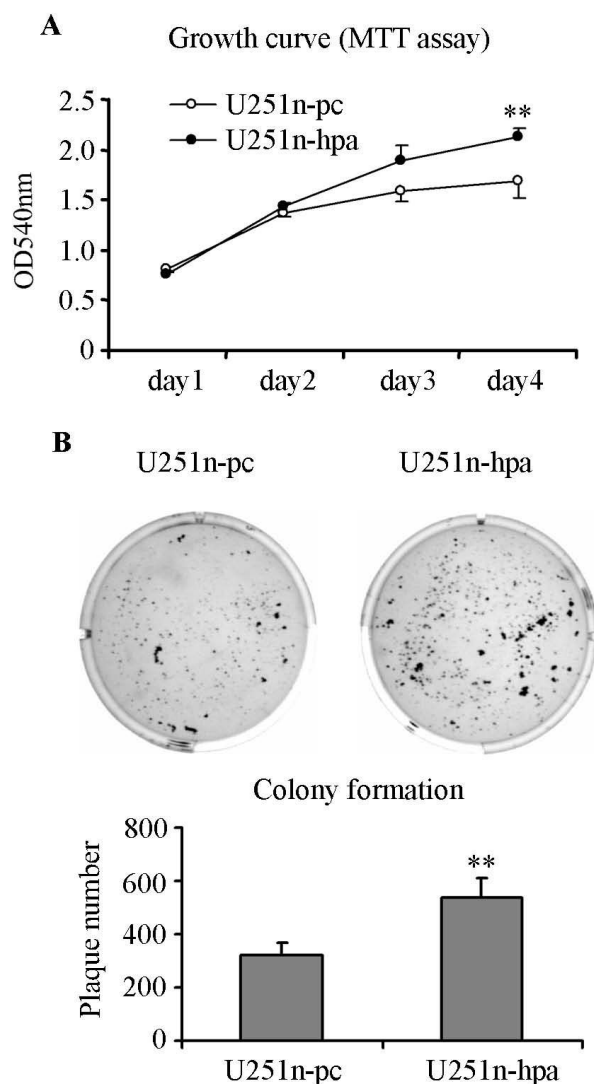 A
Growth curve (MTT assay)
U251n-pc
U251n-hpa
**
2.5
2.0
1.5
1.0
0.5
0
OD540nm
day1 day2 day3 day4
B
U251n-pc U251n-hpa
Colony formation
800
600
400
200
0
Plaque number
**
U251n-pc U251n-hpa